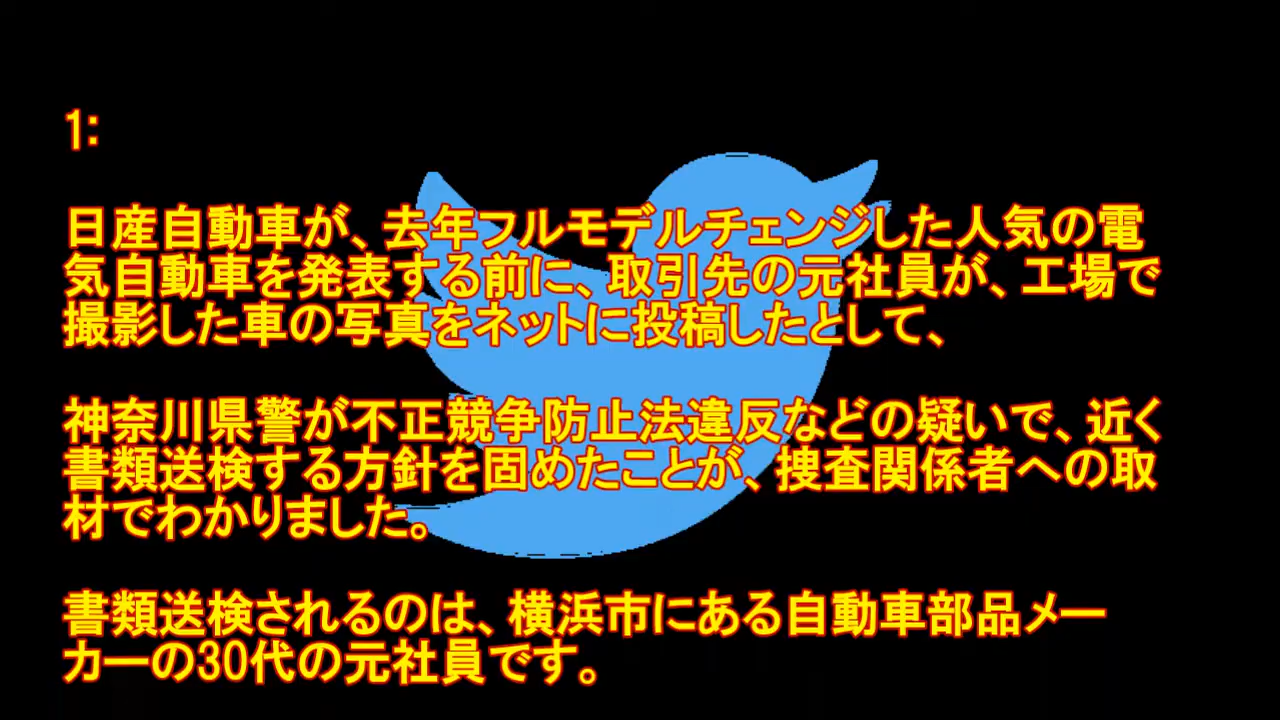 1:
日産自動車が、去年フルモデルチェンジした人気の電
気自動車を発表する前に、取引先の元社員が、工場で
撮影した車の写真をネットに投稿したとして、
神奈川県警が不正競争防止法違反などの疑いで、近く
書類送検する方針を固めたことが、捜査関係者への取
材でわかりました。
書類送検されるのは、横浜市にある自動車部品メー
カーの30代の元社員です。